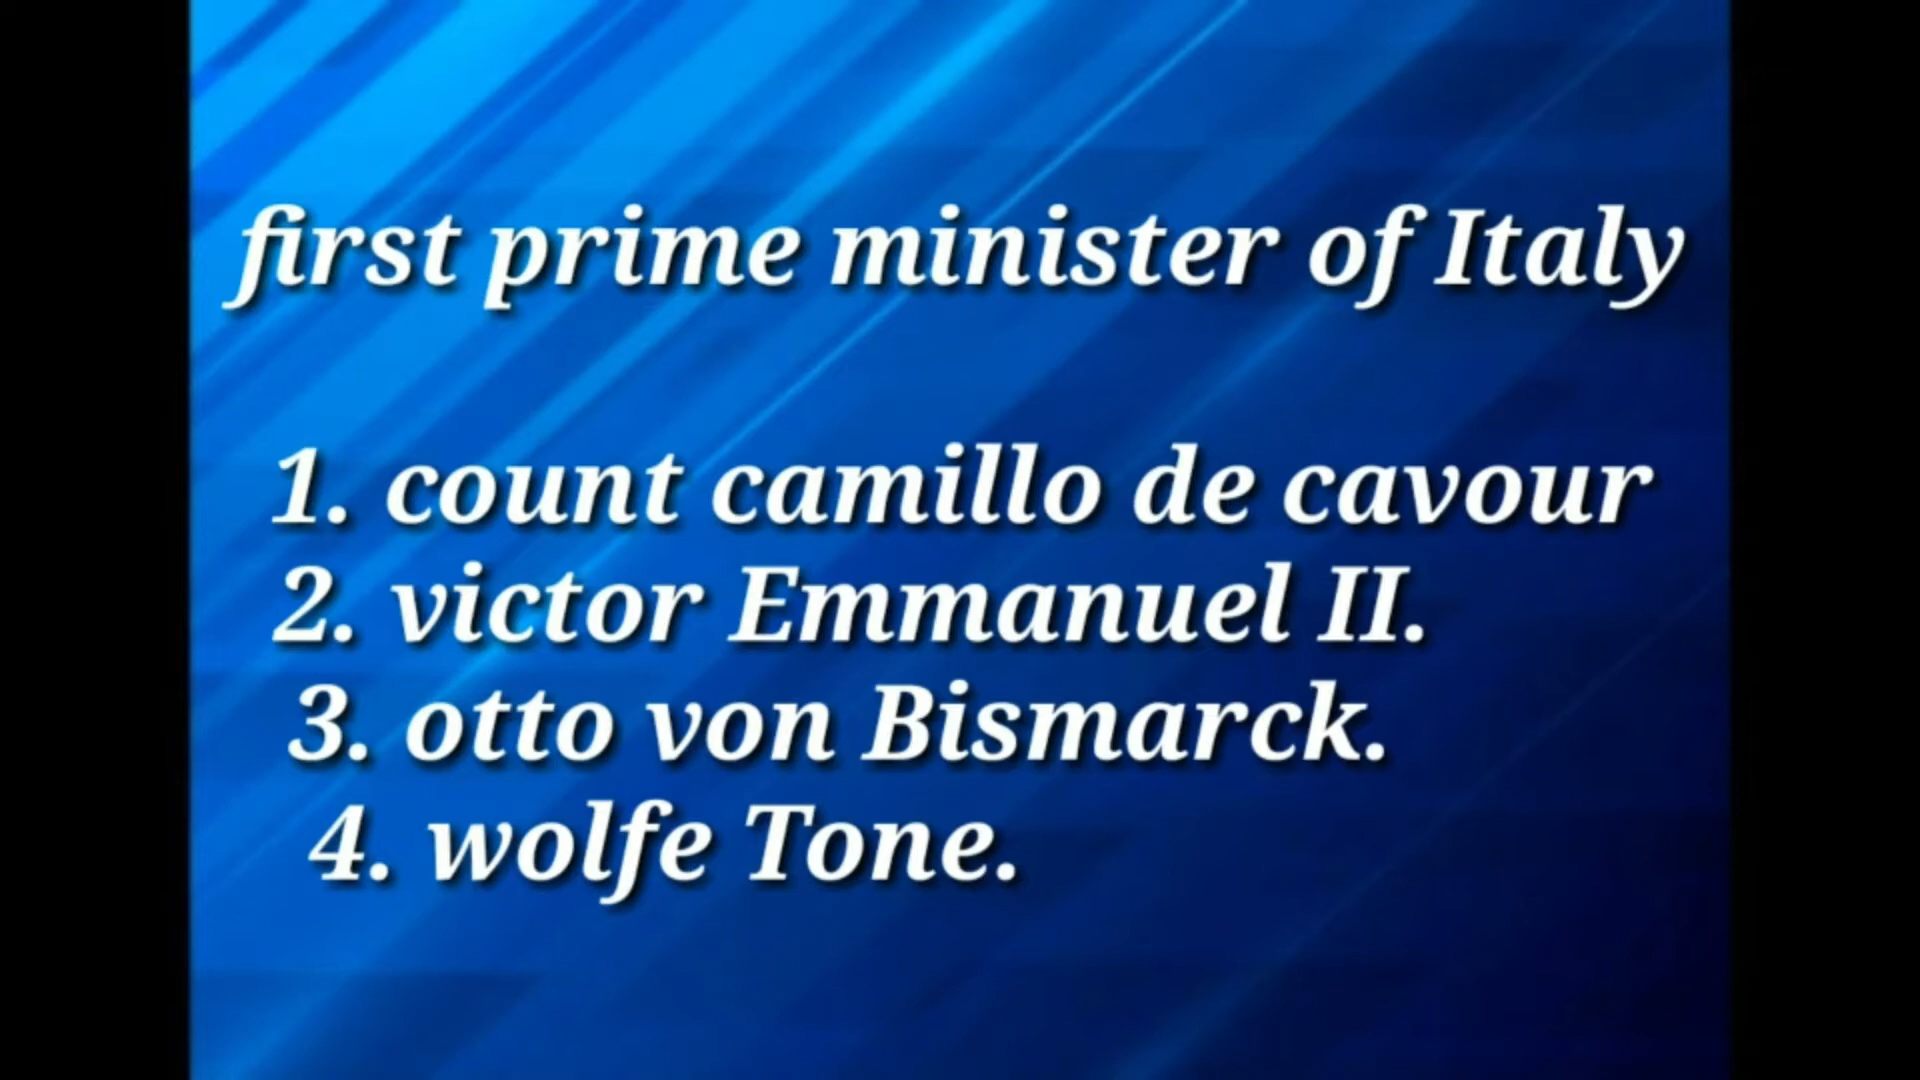 first prime minister of Italy
1. count camillo de cavour
2. victor Emmanuel II.
3. otto von Bismarck.
4. wolfe Tone.